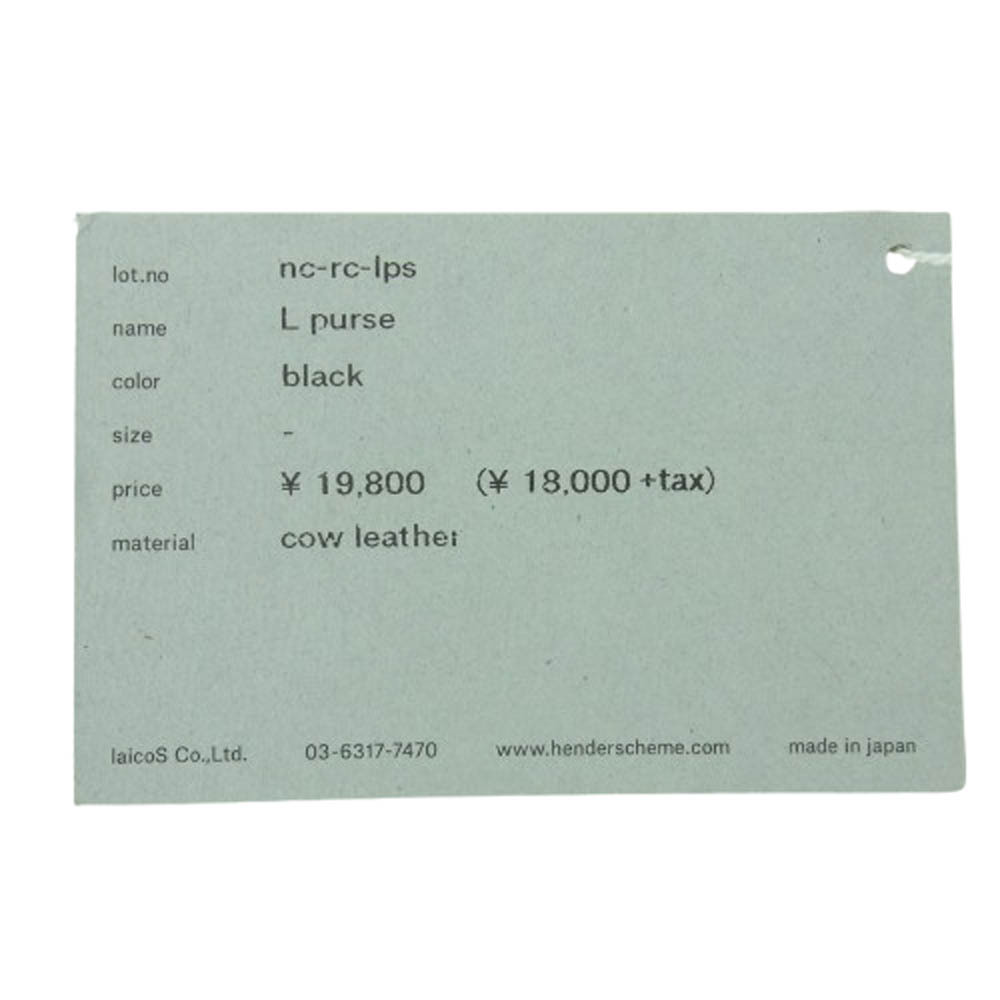 lot.no nc-rc-lps
name L purse
color black
size -
price ¥ 19,800 (¥ 18,000 +tax)
material cow leather
laicoS Co.,Ltd. 03-6317-7470 www.henderscheme.com made in japan